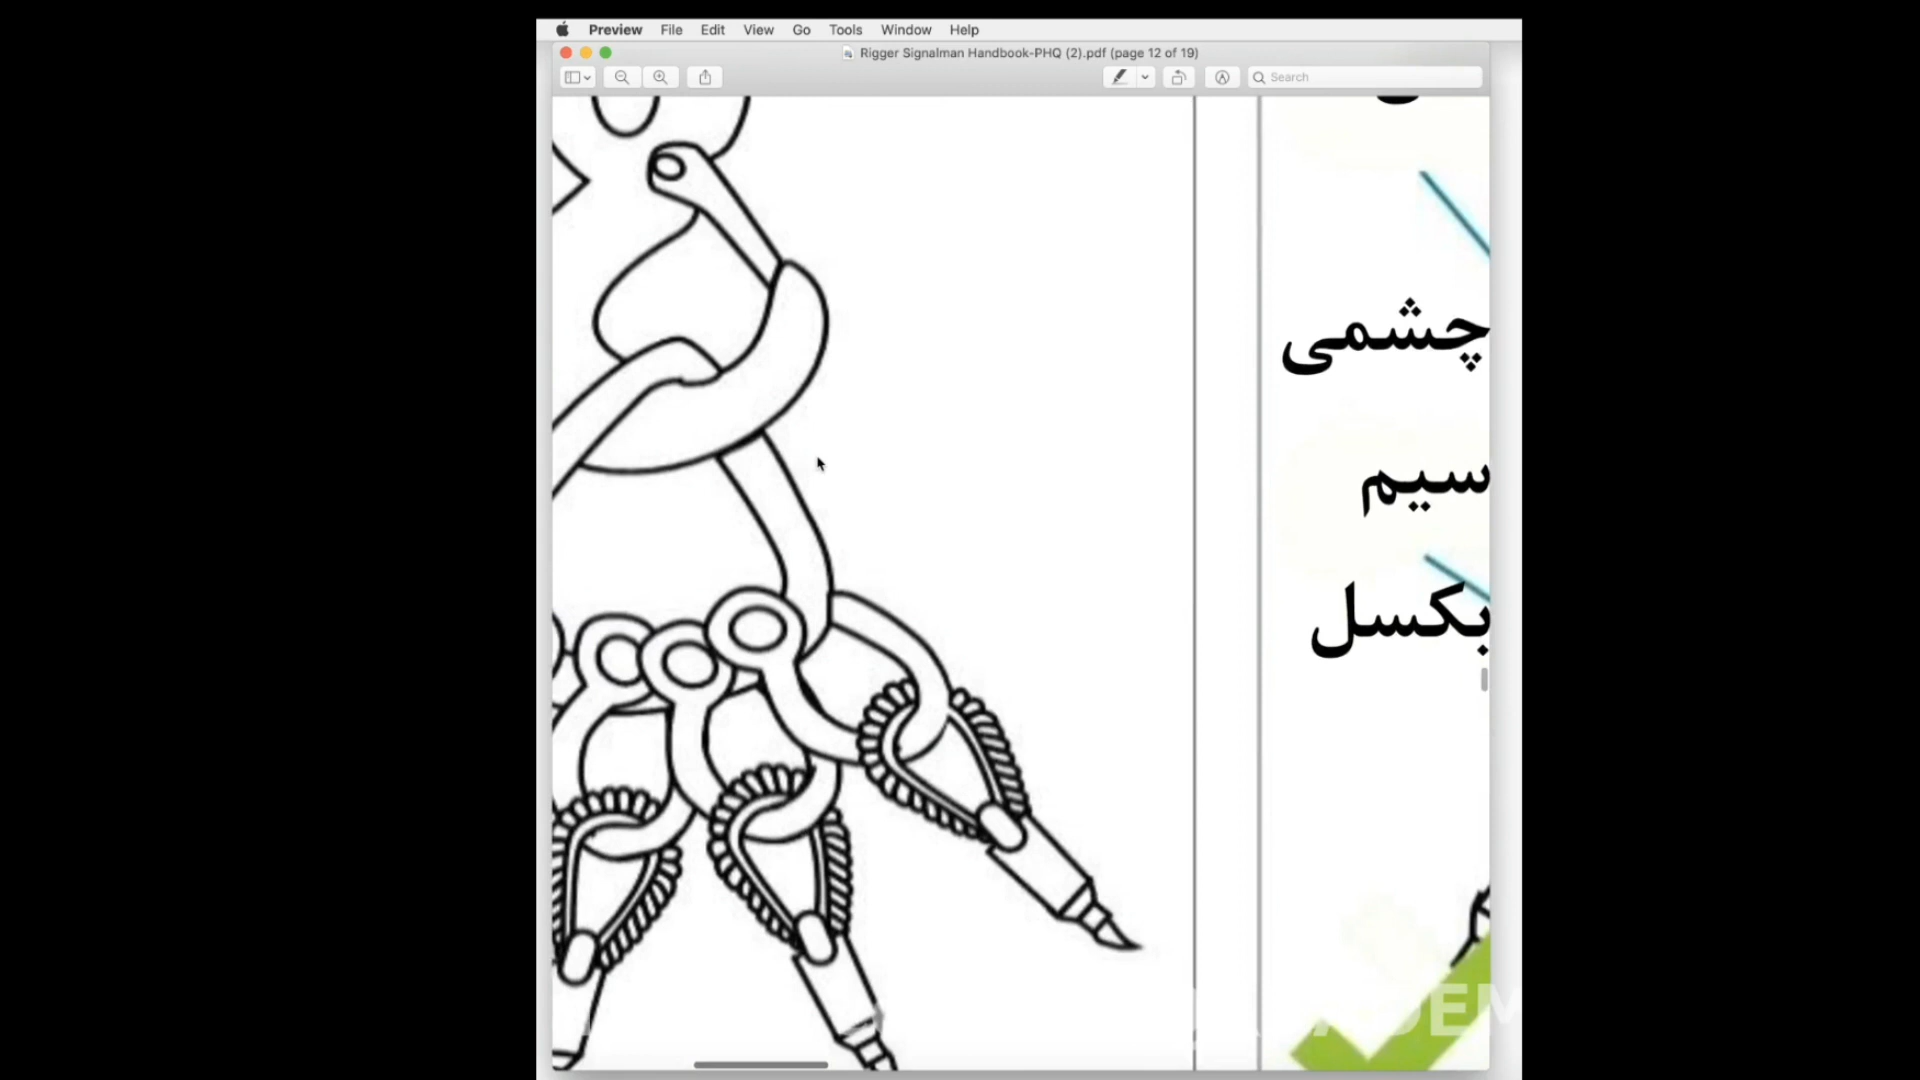 Preview File Edit View Go Tools Window Help
Rigger Signalman Handbook-PHQ (2).pdf (page 12 of 19)
Search
چشمی
سیم
بکسل